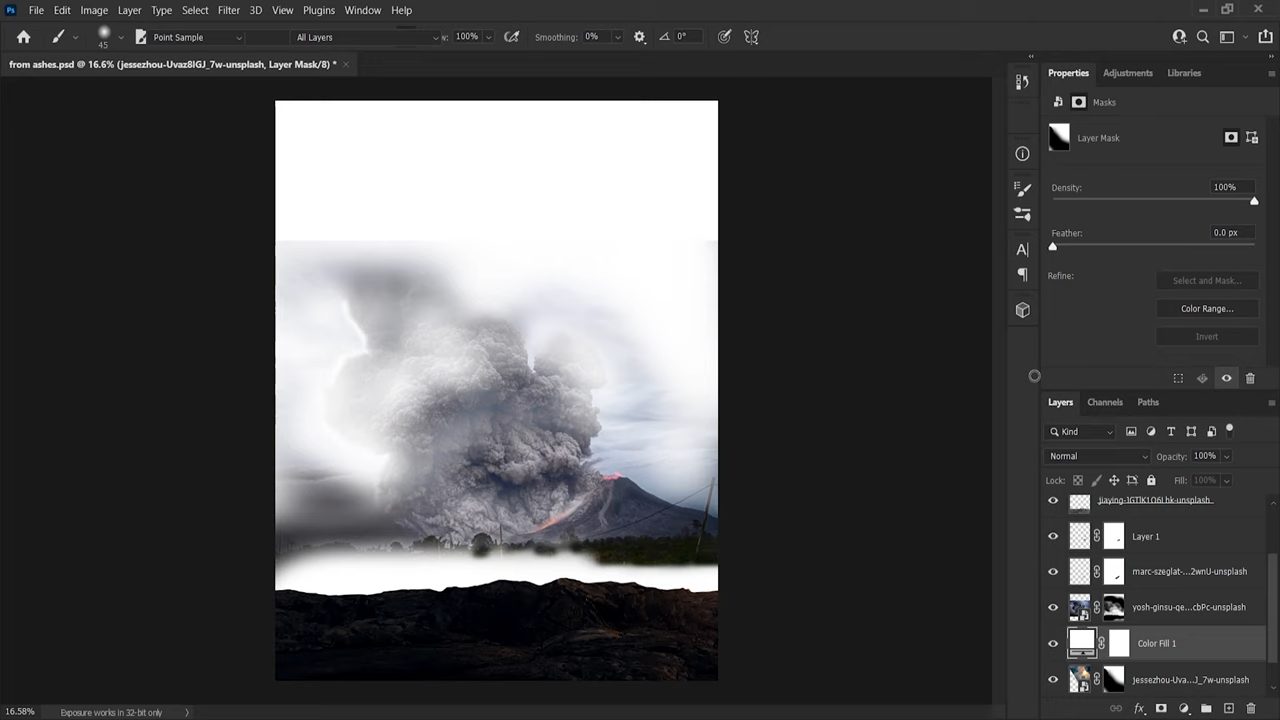 Ps File Edit Image Layer Type Select Filter 3D View Plugins Window Help
45 Point Sample All Layers 100% Smoothing: 0% 0°
from ashes.psd @ 16.6% (jessezhou-Uvaz8IGJ_7w-unsplash, Layer Mask/8) *
Properties Adjustments Libraries
Masks
Layer Mask
Density: 100%
Feather: 0.0 px
Refine: Select and Mask...
Color Range...
Invert
Layers Channels Paths
Kind
Normal Opacity: 100%
Lock: Fill: 100%
Layer 1
marc-szeglat-...2wnU-unsplash
yosh-ginsu-qe...cbPc-unsplash
Color Fill 1
jessezhou-Uva...J_7w-unsplash
16.58% Exposure works in 32-bit only